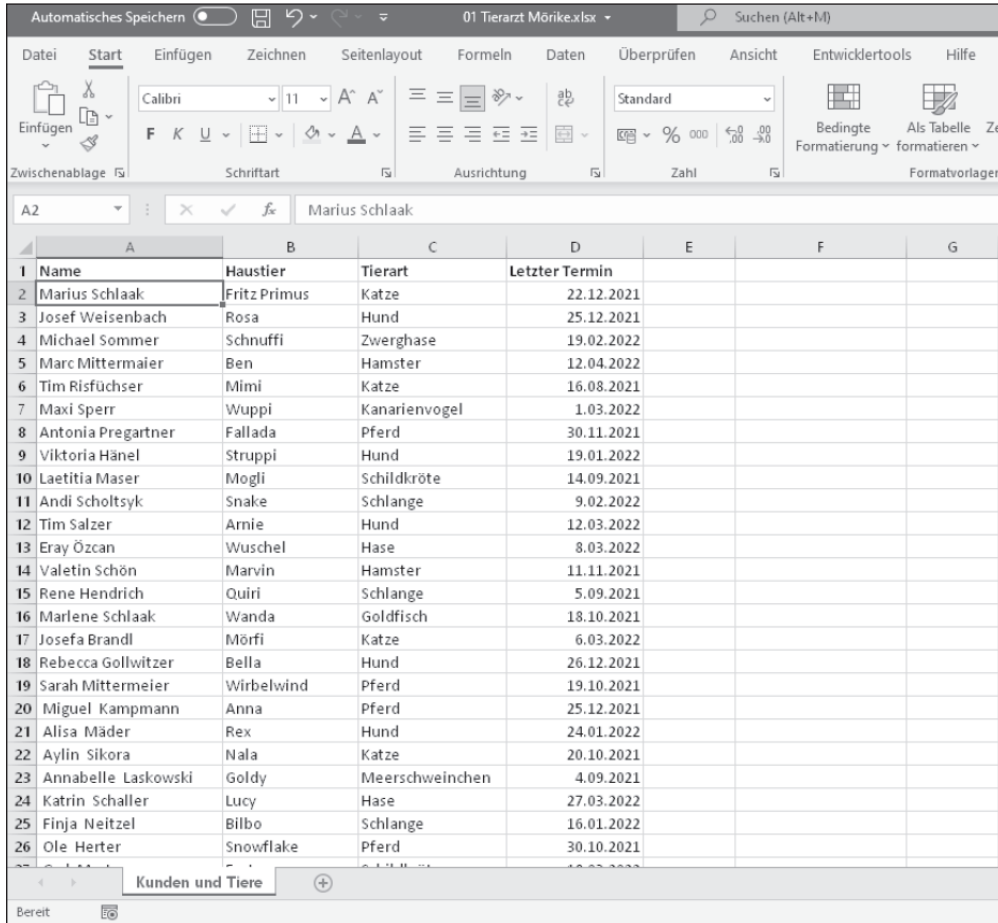 Automatisches Speichern 01 Tierarzt Mörike.xlsx Suchen (Alt+M)
Datei Start Einfügen Zeichnen Seitenlayout Formeln Daten Überprüfen Ansicht Entwicklertools Hilfe
Calibri 11 A A ab Standard
Einfügen F K U A % 000 Bedingte Formatierung Als Tabelle formatieren
Zwischenablage Schriftart Ausrichtung Zahl Formatvorlagen
A2 fx Marius Schlaak
A B C D E F G
1 Name Haustier Tierart Letzter Termin
2 Marius Schlaak Fritz Primus Katze 22.12.2021
3 Josef Weisenbach Rosa Hund 25.12.2021
4 Michael Sommer Schnuffi Zwerghase 19.02.2022
5 Marc Mittermaier Ben Hamster 12.04.2022
6 Tim Risfüchser Mimi Katze 16.08.2021
7 Maxi Sperr Wuppi Kanarienvogel 1.03.2022
8 Antonia Pregartner Fallada Pferd 30.11.2021
9 Viktoria Hänel Struppi Hund 19.01.2022
10 Laetitia Maser Mogli Schildkröte 14.09.2021
11 Andi Scholtsyk Snake Schlange 9.02.2022
12 Tim Salzer Arnie Hund 12.03.2022
13 Eray Özcan Wuschel Hase 8.03.2022
14 Valetin Schön Marvin Hamster 11.11.2021
15 Rene Hendrich Quiri Schlange 5.09.2021
16 Marlene Schlaak Wanda Goldfisch 18.10.2021
17 Josefa Brandl Mörfi Katze 6.03.2022
18 Rebecca Gollwitzer Bella Hund 26.12.2021
19 Sarah Mittermeier Wirbelwind Pferd 19.10.2021
20 Miguel Kampmann Anna Pferd 25.12.2021
21 Alisa Mäder Rex Hund 24.01.2022
22 Aylin Sikora Nala Katze 20.10.2021
23 Annabelle Laskowski Goldy Meerschweinchen 4.09.2021
24 Katrin Schaller Lucy Hase 27.03.2022
25 Finja Neitzel Bilbo Schlange 16.01.2022
26 Ole Herter Snowflake Pferd 30.10.2021
Kunden und Tiere
Bereit